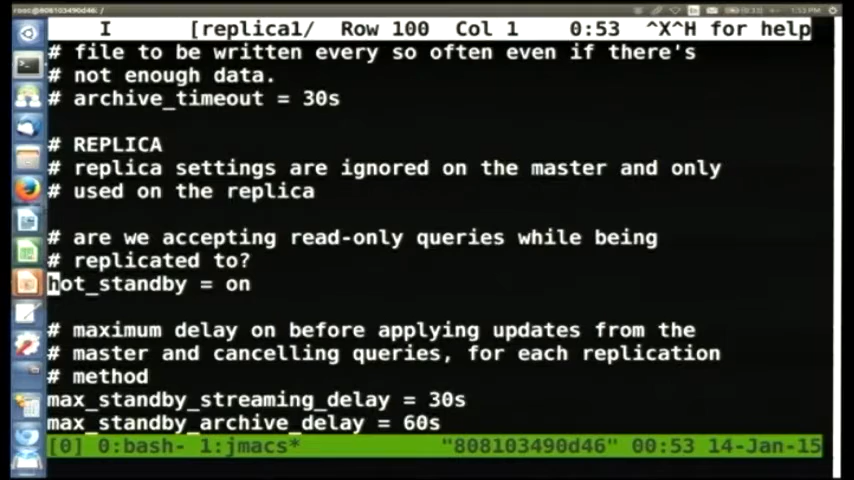 1:53 PM
I [replica1/ Row 100 Col 1 0:53 ^X^H for help
# file to be written every so often even if there's
# not enough data.
# archive_timeout = 30s
# REPLICA
# replica settings are ignored on the master and only
# used on the replica
# are we accepting read-only queries while being
# replicated to?
hot_standby = on
# maximum delay on before applying updates from the
# master and cancelling queries, for each replication
# method
max_standby_streaming_delay = 30s
max_standby_archive_delay = 60s
[0] 0:bash- 1:jmacs* "808103490d46" 00:53 14-Jan-15